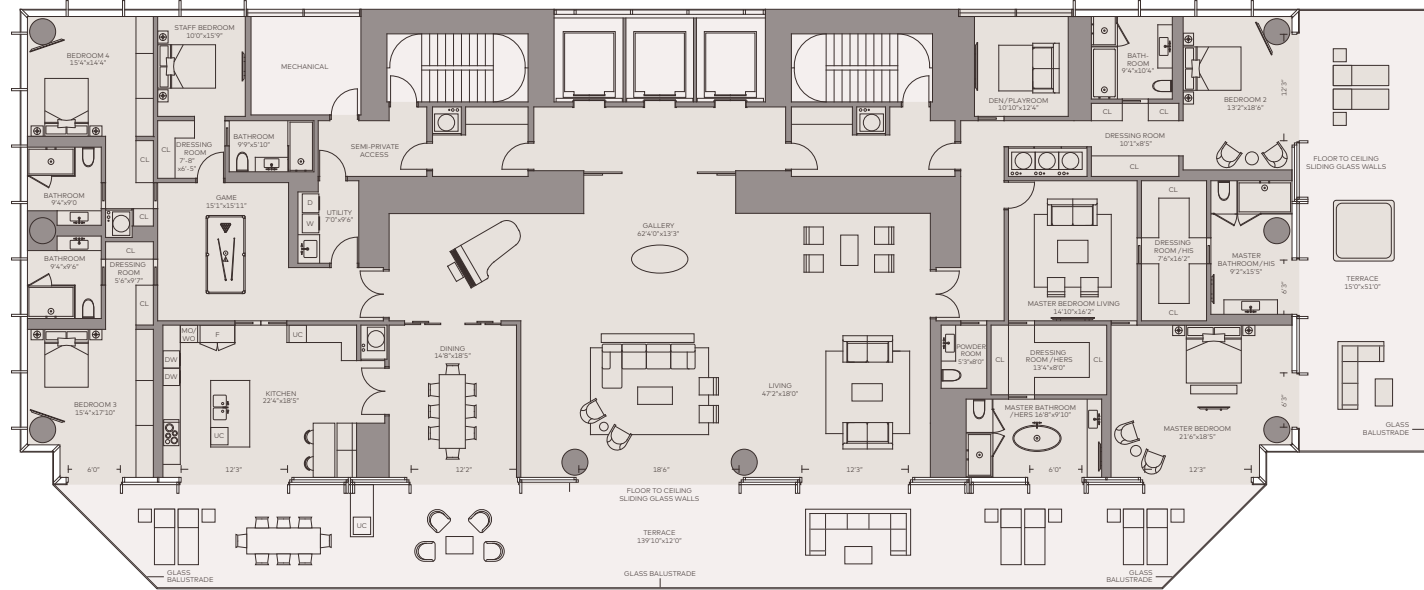 BEDROOM 4
15'4"x14'4"
STAFF BEDROOM
10'0"x15'9"
MECHANICAL
DEN/PLAYROOM
10'10"x12'4"
BATH-
ROOM
9'4"x10'4"
BEDROOM 2
13'2"x18'6"
12'3"
CL
CL
DRESSING ROOM
10'1"x8'5"
CL
FLOOR TO CEILING
SLIDING GLASS WALLS
CL
CL
DRESSING
ROOM
7'-8"
x6'-5"
BATHROOM
9'9"x5'10"
SEMI-PRIVATE
ACCESS
BATHROOM
9'4"x9'0
CL
GAME
15'1"x15'11"
D
W
UTILITY
7'0"x9'6"
GALLERY
62'4'0"x13'3"
CL
DRESSING
ROOM /HIS
7'6"x16'2"
CL
MASTER
BATHROOM/HIS
9'2"x15'5"
6'3"
TERRACE
15'0"x51'0"
BATHROOM
9'4"x9'6"
CL
DRESSING
ROOM
5'6"x9'7"
CL
MASTER BEDROOM LIVING
14'10"x16'2"
MO/
WO
F
UC
DW
DW
KITCHEN
22'4"x18'5"
UC
DINING
14'8"x18'5"
LIVING
47'2"x18'0"
POWDER
ROOM
5'3"x8'0"
CL
DRESSING
ROOM /HERS
13'4"x8'0"
CL
BEDROOM 3
15'4"x17'10"
MASTER BATHROOM
/HERS 16'8"x9'10"
MASTER BEDROOM
21'6"x18'5"
6'3"
GLASS
BALUSTRADE
6'0"
12'3"
12'2"
18'6"
12'3"
6'0"
12'3"
FLOOR TO CEILING
SLIDING GLASS WALLS
UC
TERRACE
139'10"x12'0"
GLASS
BALUSTRADE
GLASS BALUSTRADE
GLASS
BALUSTRADE